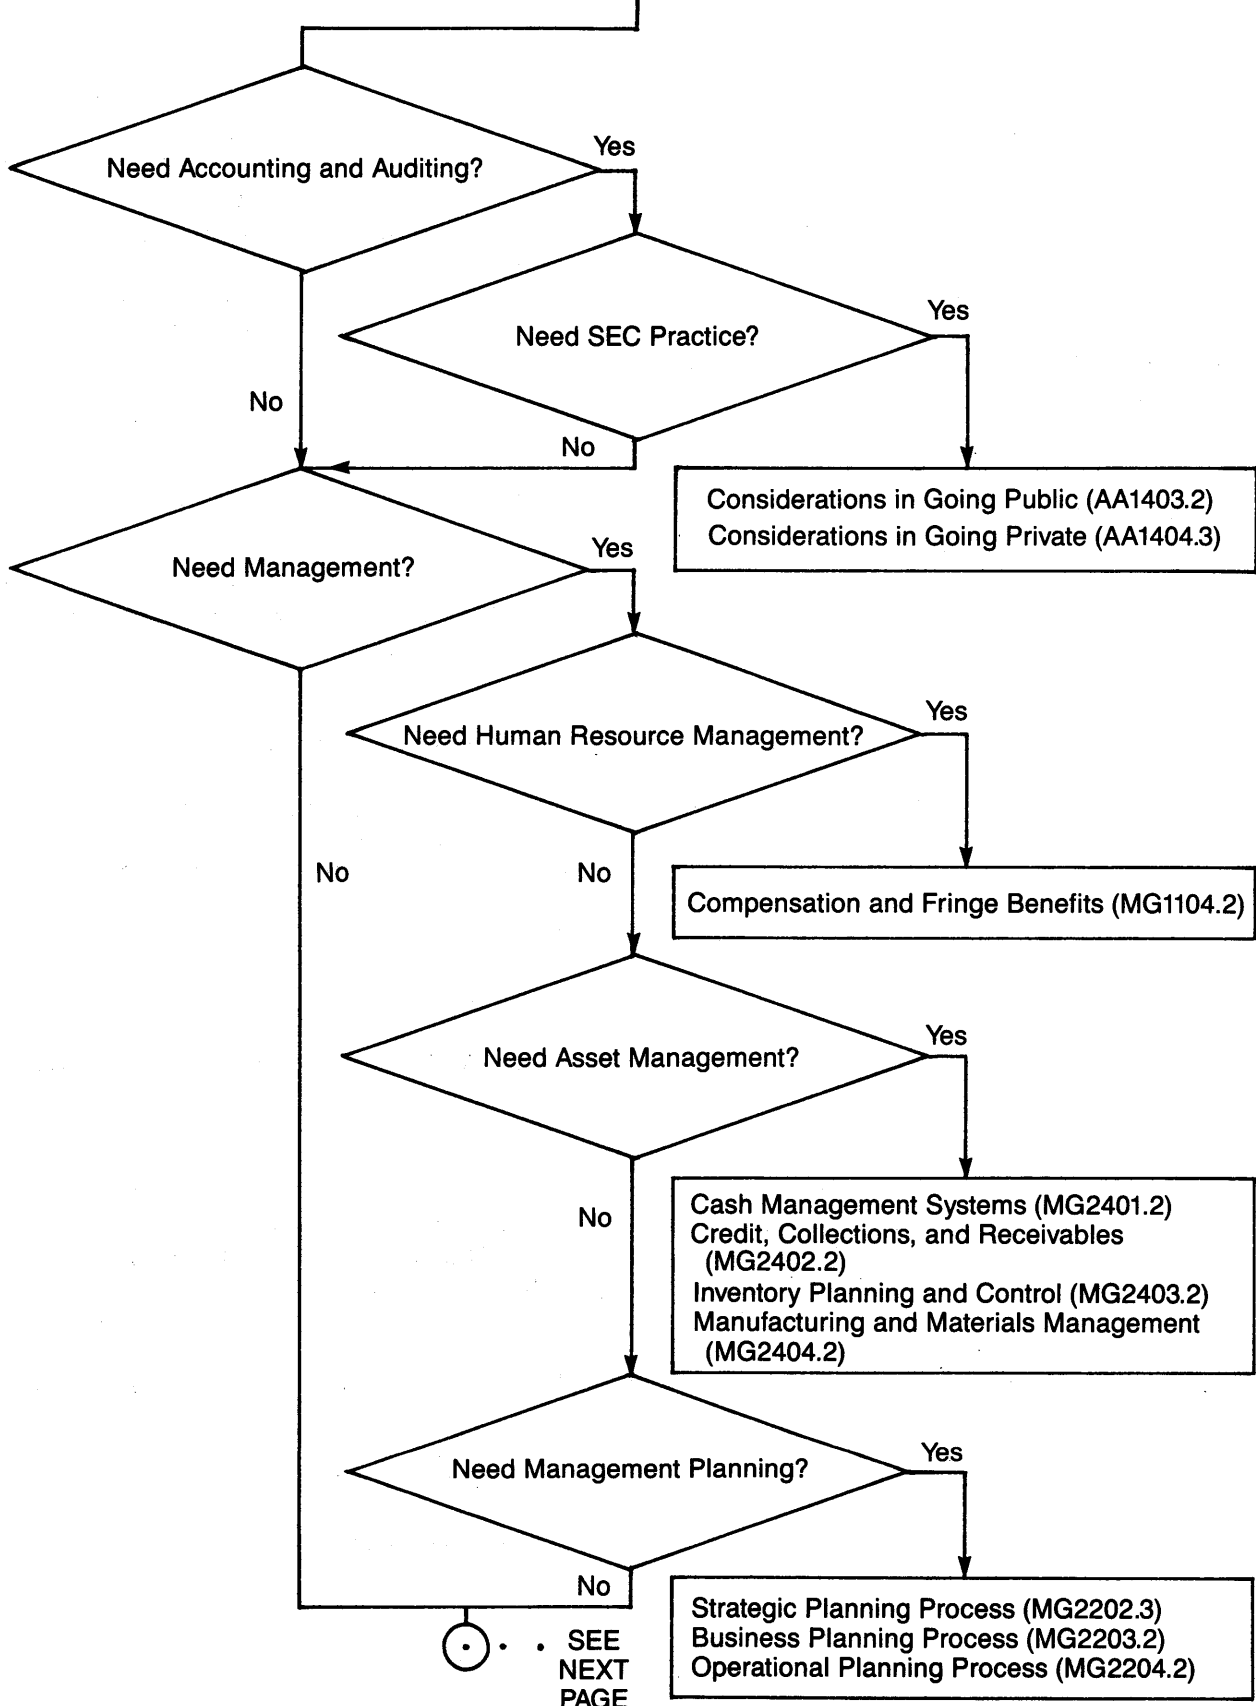 Yes
Need Accounting and Auditing?
Yes
Need SEC Practice?
No
No
Considerations in Going Public (AA1403.2)
Considerations in Going Private (AA1404.3)
Yes
Need Management?
Yes
Need Human Resource Management?
No
No
Compensation and Fringe Benefits (MG1104.2)
Yes
Need Asset Management?
No
Cash Management Systems (MG2401.2)
Credit, Collections, and Receivables
(MG2402.2)
Inventory Planning and Control (MG2403.2)
Manufacturing and Materials Management
(MG2404.2)
Yes
Need Management Planning?
No
Strategic Planning Process (MG2202.3)
Business Planning Process (MG2203.2)
Operational Planning Process (MG2204.2)
SEE
NEXT
PAGE